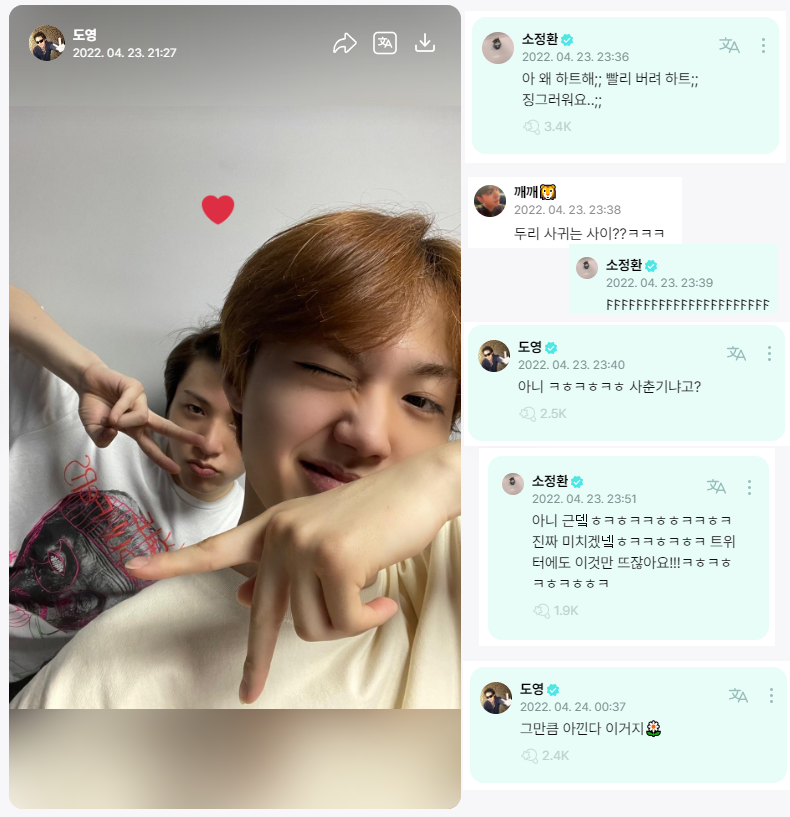 도영
2022. 04. 23. 21:27
소정환
2022. 04. 23. 23:36
아 왜 하트해;; 빨리 버려 하트;;
징그러워요..;;
3.4K
깨깨🦁
2022. 04. 23. 23:38
두리 사귀는 사이??ㅋㅋㅋ
소정환
2022. 04. 23. 23:39
도영
2022. 04. 23. 23:40
아니 ㅋㅎㅋㅎㅋㅎ 사춘기냐고?
2.5K
소정환
2022. 04. 23. 23:51
아니 근뎈ㅎㅋㅎㅋㅋㅎㅎㅋㅋㅎㅋ
진짜 미치겠넼ㅎㅋㅋㅎㅋㅎㅋ 트위
터에도 이것만 뜨잖아요!!!ㅋㅎㅋㅎ
ㅋㅎㅋㅎㅎㅋ
1.9K
도영
2022. 04. 24. 00:37
그만큼 아낀다 이거지🌼
2.4K